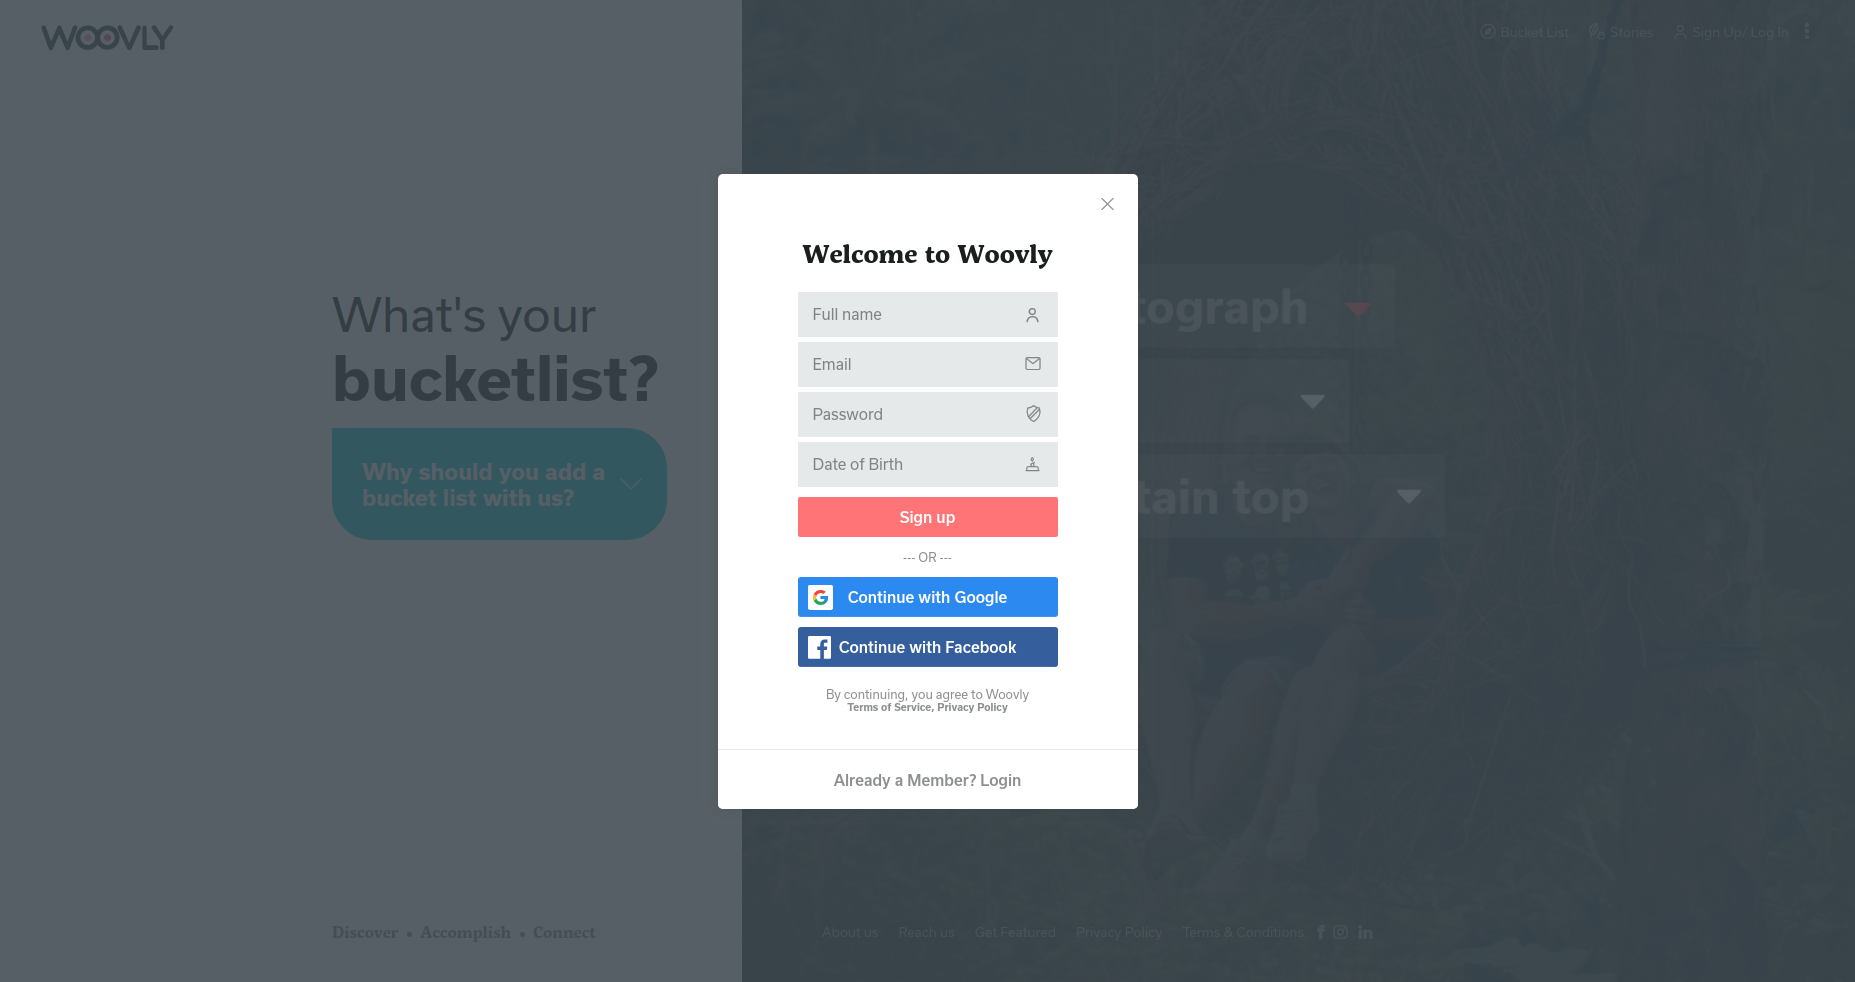 WOOVLY
Bucket List
Stories
Sign Up/ Log In
What's your
bucketlist?
Why should you add a
bucket list with us?
tograph
tain top
Welcome to Woovly
Full name
Email
Password
Date of Birth
Sign up
--- OR ---
Continue with Google
Continue with Facebook
By continuing, you agree to Woovly
Terms of Service, Privacy Policy
Already a Member? Login
Discover • Accomplish • Connect
About us
Reach us
Get Featured
Privacy Policy
Terms & Conditions